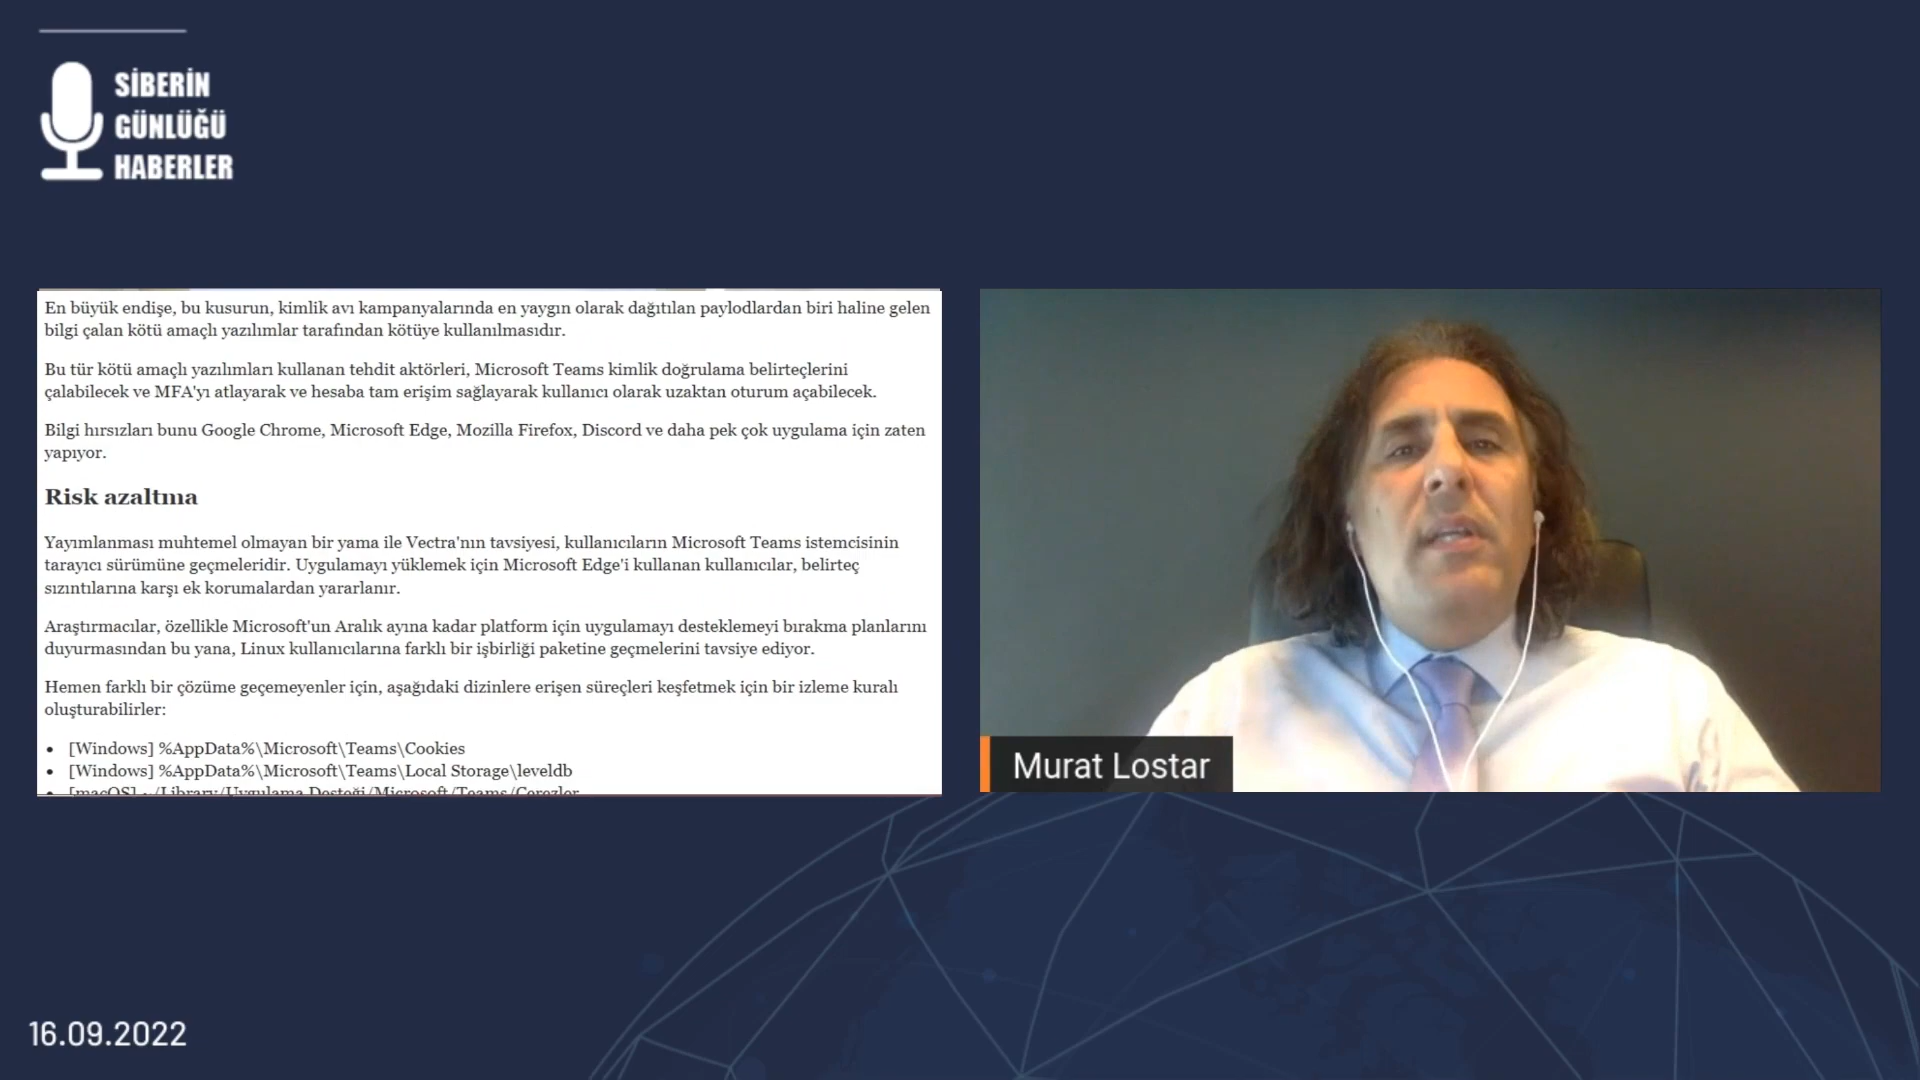 SİBERİN
GÜNLÜĞÜ
HABERLER
En büyük endişe, bu kusurun, kimlik avı kampanyalarında en yaygın olarak dağıtılan paylodlardan biri haline gelen
bilgi çalan kötü amaçlı yazılımlar tarafından kötüye kullanılmasıdır.
Bu tür kötü amaçlı yazılımları kullanan tehdit aktörleri, Microsoft Teams kimlik doğrulama belirteçlerini
çalabilecek ve MFA'yı atlayarak ve hesaba tam erişim sağlayarak kullanıcı olarak uzaktan oturum açabilecek.
Bilgi hırsızları bunu Google Chrome, Microsoft Edge, Mozilla Firefox, Discord ve daha pek çok uygulama için zaten
yapıyor.
Risk azaltma
Yayımlanması muhtemel olmayan bir yama ile Vectra'nın tavsiyesi, kullanıcıların Microsoft Teams istemcisinin
tarayıcı sürümüne geçmeleridir. Uygulamayı yüklemek için Microsoft Edge'i kullanan kullanıcılar, belirteç
sızıntılarına karşı ek korumalardan yararlanır.
Araştırmacılar, özellikle Microsoft'un Aralık ayına kadar platform için uygulamayı desteklemeyi bırakma planlarını
duyurmasından bu yana, Linux kullanıcılarına farklı bir işbirliği paketine geçmelerini tavsiye ediyor.
Hemen farklı bir çözüme geçemeyenler için, aşağıdaki dizinlere erişen süreçleri keşfetmek için bir izleme kuralı
oluşturabilirler:
• [Windows] %AppData%\Microsoft\Teams\Cookies
• [Windows] %AppData%\Microsoft\Teams\Local Storage\leveldb
• [macOS] ~/Library/Uygulama Desteği/Microsoft/Teams/Çerezler
Murat Lostar
16.09.2022